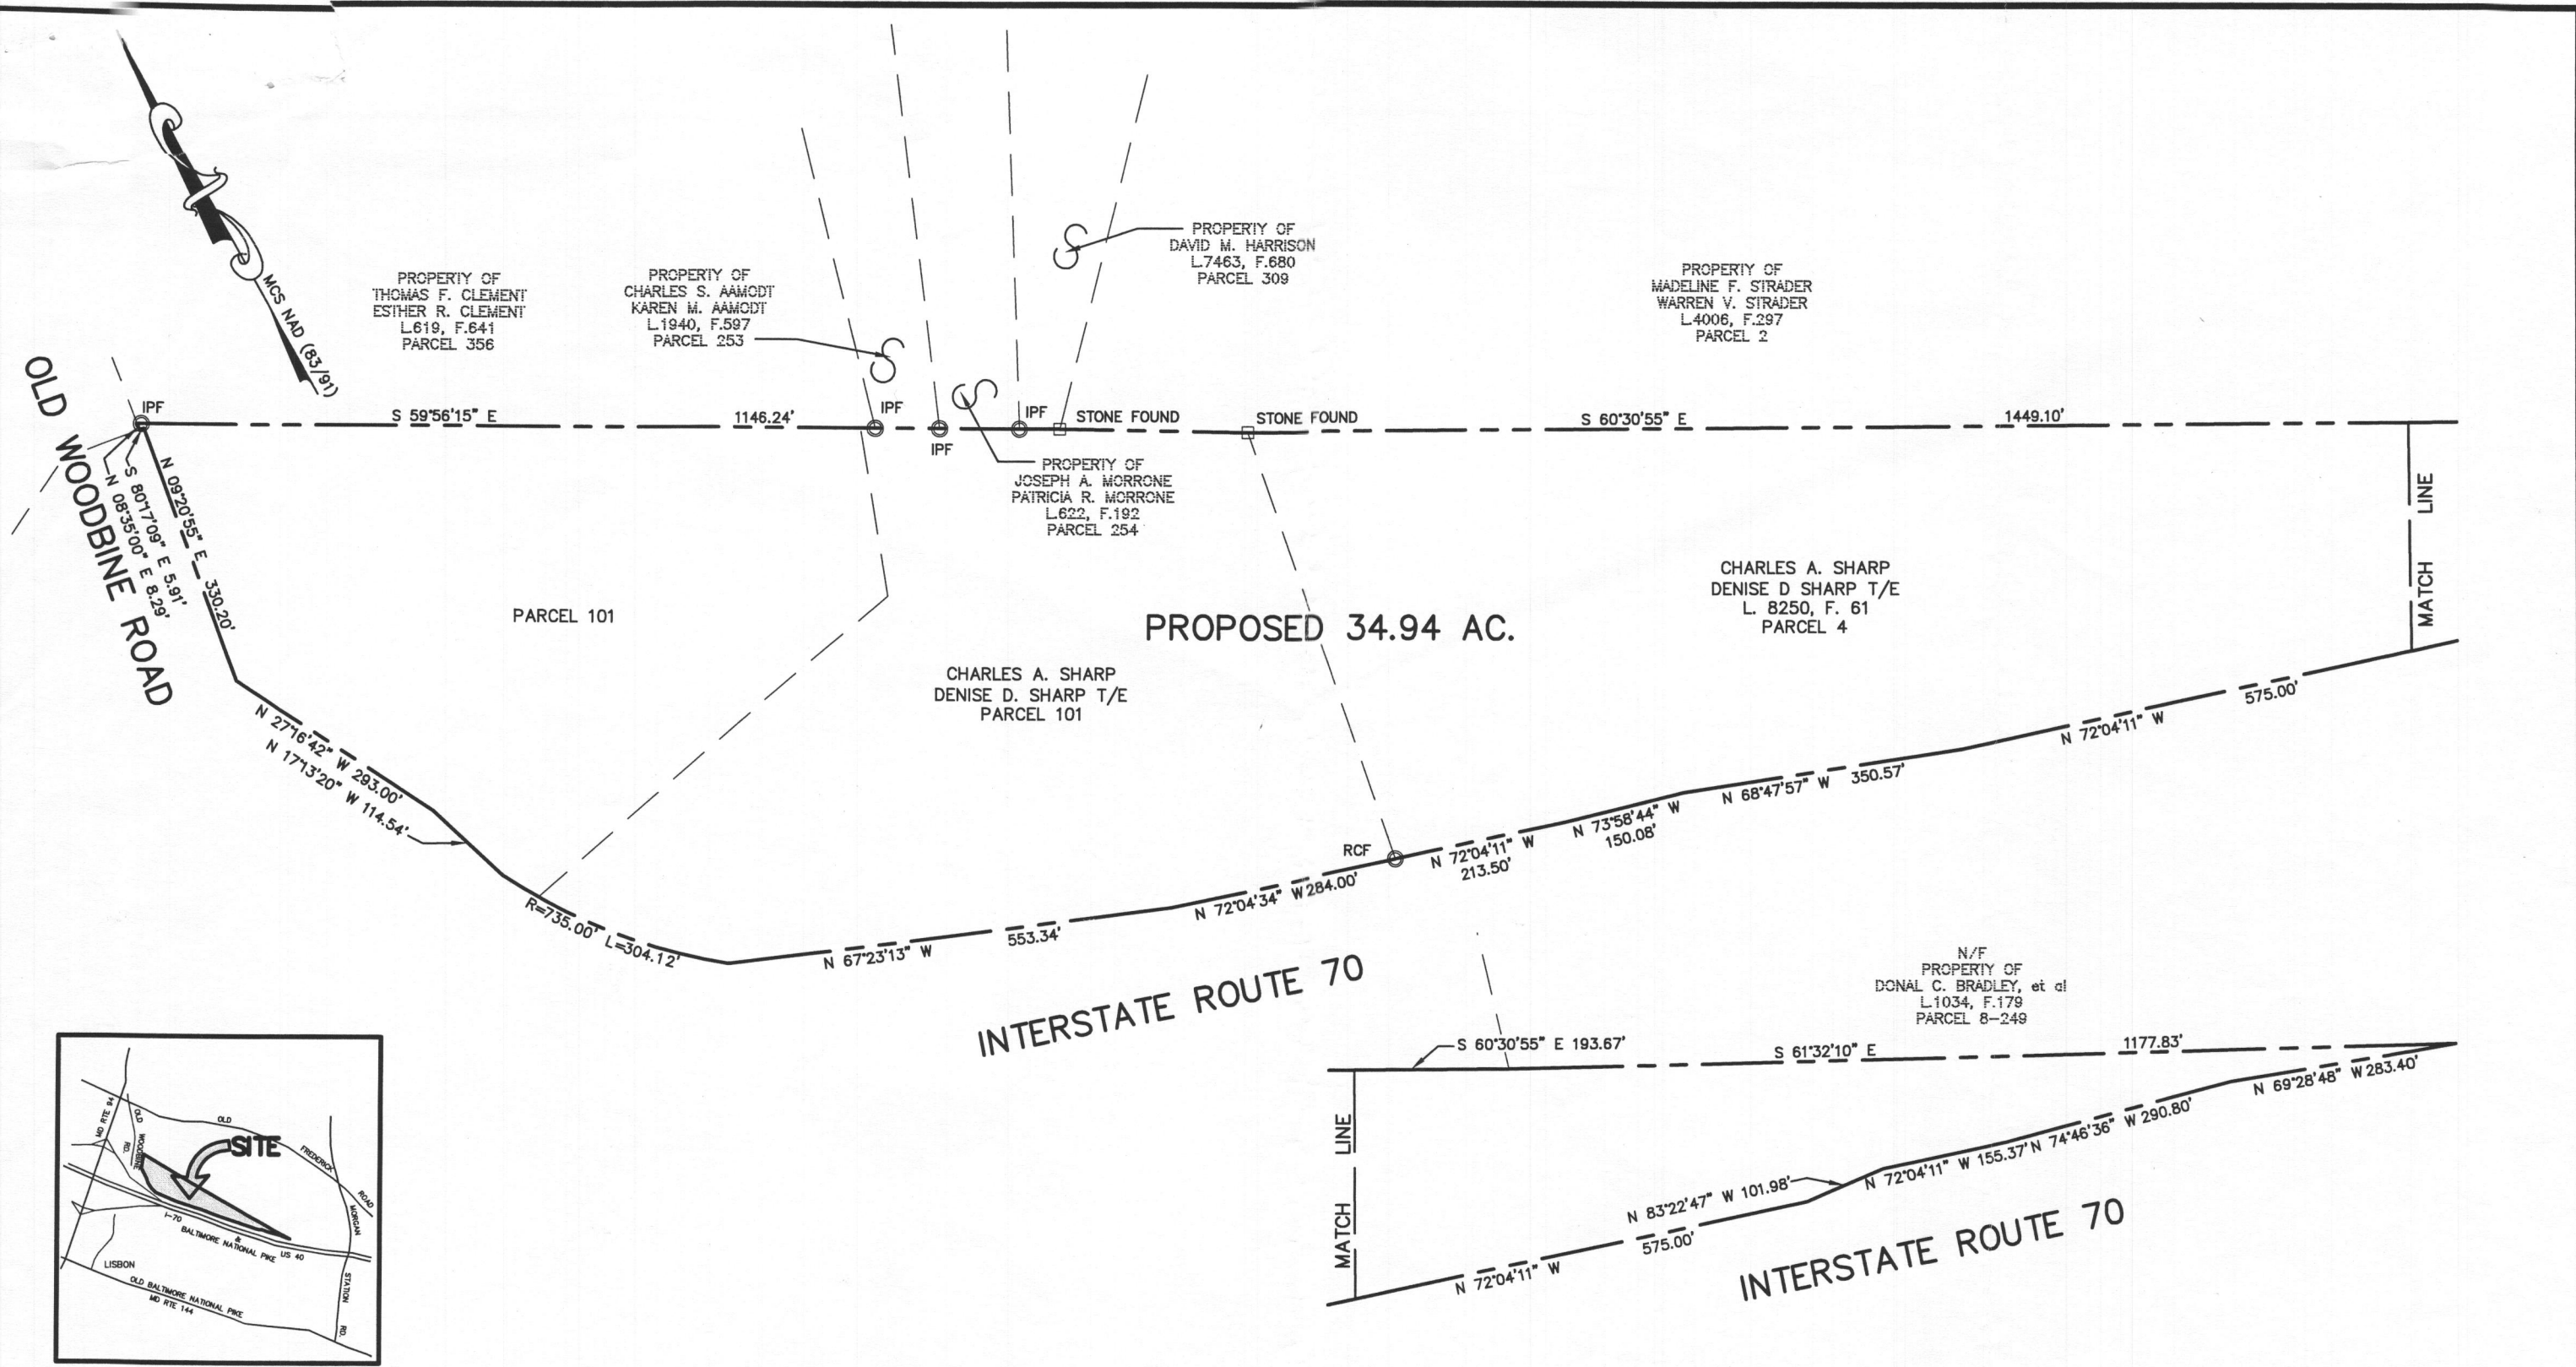 MCS NAD (83/91)
OLD WOODBINE ROAD
PROPERTY OF
THOMAS F. CLEMENT
ESTHER R. CLEMENT
L.619, F.641
PARCEL 356
PROPERTY OF
CHARLES S. AAMODT
KAREN M. AAMODT
L.1940, F.597
PARCEL 253
PROPERTY OF
DAVID M. HARRISON
L.7463, F.680
PARCEL 309
PROPERTY OF
MADELINE F. STRADER
WARREN V. STRADER
L.4006, F.297
PARCEL 2
IPF
S 59°56'15" E
1146.24'
IPF
IPF
IPF
STONE FOUND
STONE FOUND
S 60°30'55" E
1449.10'
PROPERTY OF
JOSEPH A. MORRONE
PATRICIA R. MORRONE
L.622, F.192
PARCEL 254
N 09°20'55" E 330.20'
S 80°17'09" E 5.91'
N 08°35'00" E 8.29'
MATCH LINE
PARCEL 101
PROPOSED 34.94 AC.
CHARLES A. SHARP
DENISE D SHARP T/E
L. 8250, F. 61
PARCEL 4
CHARLES A. SHARP
DENISE D. SHARP T/E
PARCEL 101
N 27°16'42" W 293.00'
N 17°13'20" W 114.54'
R=735.00' L=304.12'
N 67°23'13" W
553.34'
N 72°04'34" W 284.00'
RCF
N 72°04'11" W
213.50'
N 73°58'44" W
150.08'
N 68°47'57" W
350.57'
N 72°04'11" W
575.00'
INTERSTATE ROUTE 70
N/F
PROPERTY OF
DONAL C. BRADLEY, et al
L.1034, F.179
PARCEL 8-249
S 60°30'55" E 193.67'
S 61°32'10" E
1177.83'
MATCH LINE
N 72°04'11" W
575.00'
N 83°22'47" W 101.98'
N 72°04'11" W 155.37'
N 74°46'36" W 290.80'
N 69°28'48" W 283.40'
INTERSTATE ROUTE 70
MD RTE 94
OLD WOODBINE RD.
OLD FREDERICK ROAD
SITE
MORGAN STATION RD.
I-70
&
BALTIMORE NATIONAL PIKE US 40
LISBON
OLD BALTIMORE NATIONAL PIKE
MD RTE 144